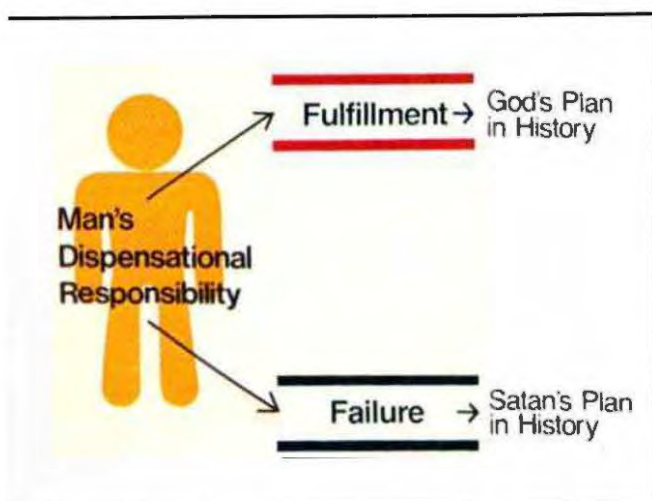 Man's
Dispensational
Responsibility
Fulfillment → God's Plan
in History
Failure → Satan's Plan
in History